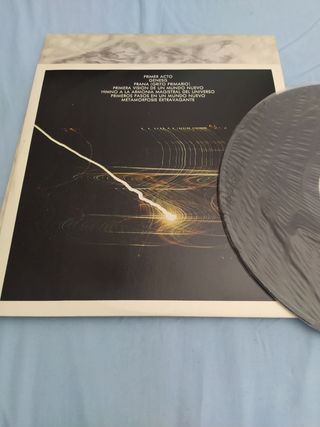 PRIMER ACTO
GENESIS
PRANA (GRITO PRIMARIO)
PRIMERA VISION DE UN MUNDO NUEVO
HIMNO A LA ARMONIA MAGISTRAL DEL UNIVERSO
PRIMEROS PASOS EN UN MUNDO NUEVO
METAMORFOSIS EXTRAVAGANTE